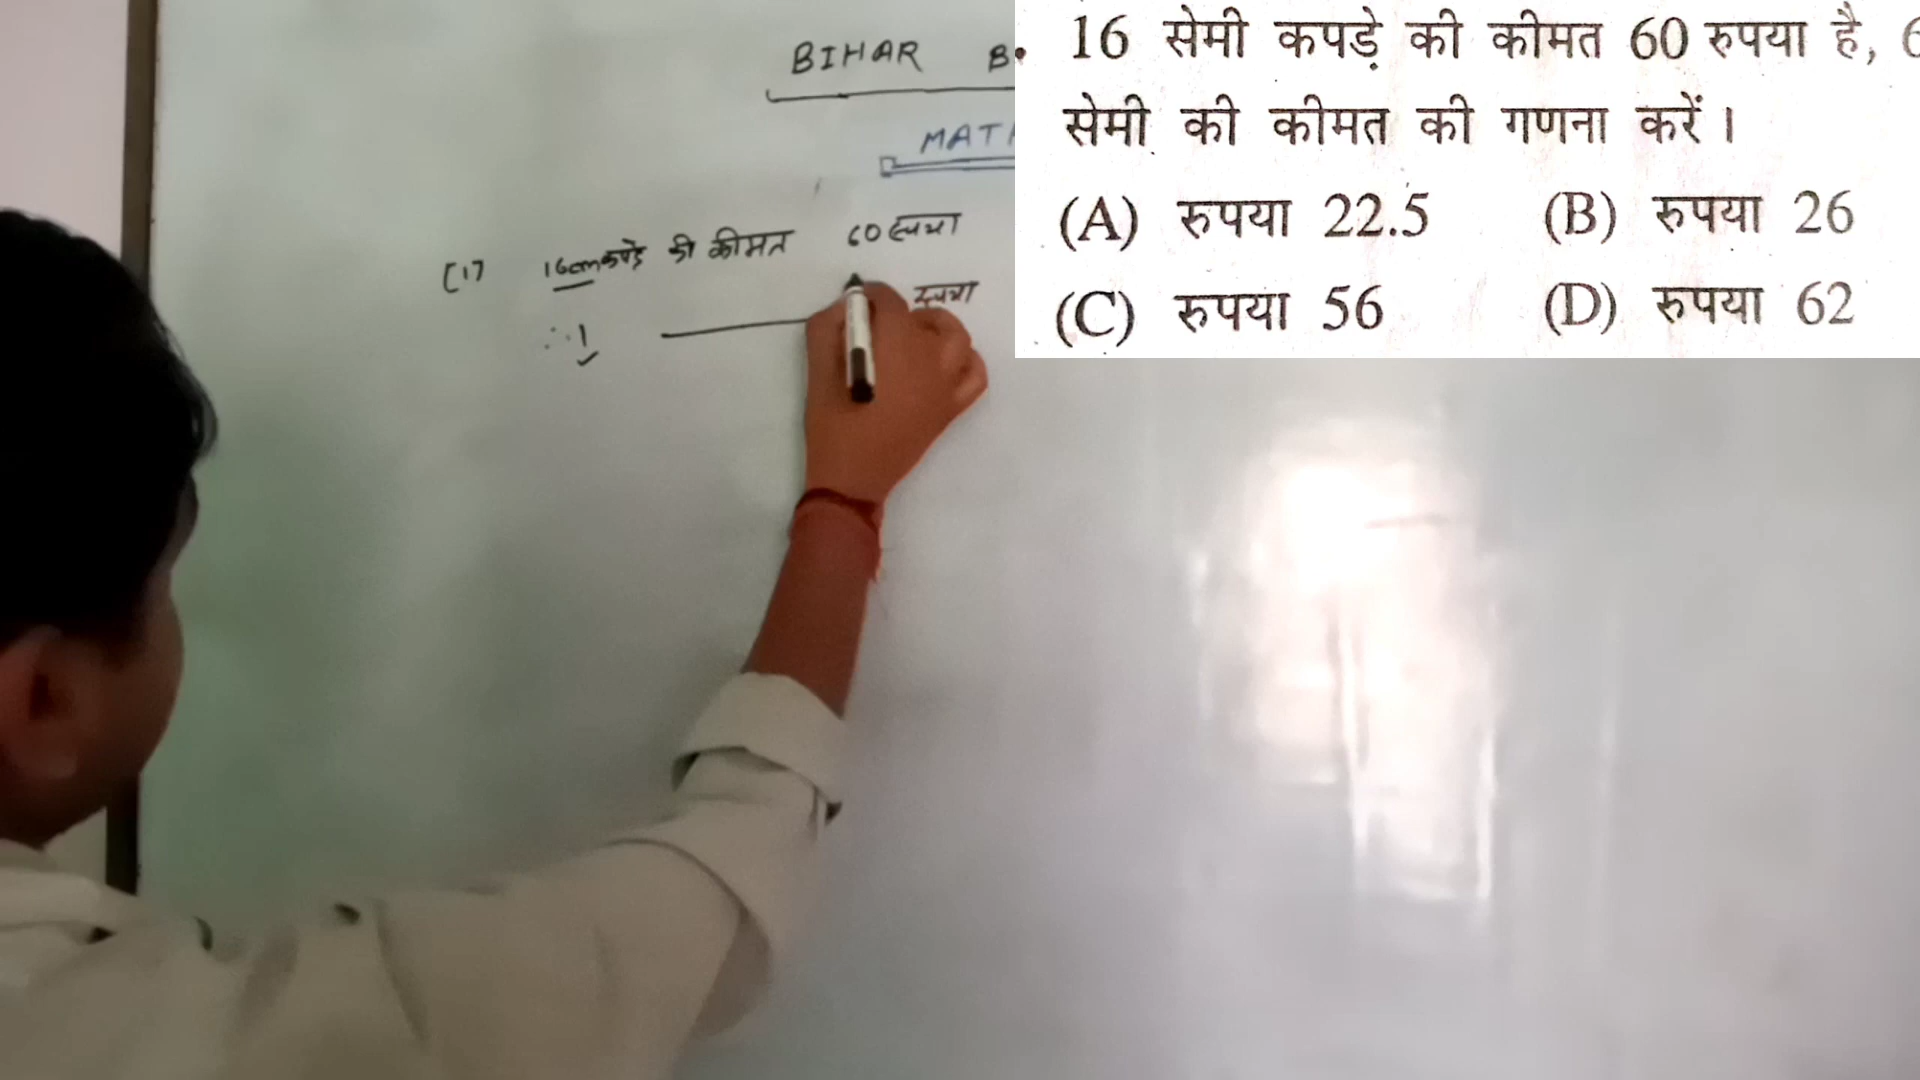 BIHAR B
MAT
[17 16cm कपड़े की कीमत 60 रुपया
∴ 1 रुपया
16 सेमी कपड़े की कीमत 60 रुपया है, 6
सेमी की कीमत की गणना करें।
(A) रुपया 22.5 (B) रुपया 26
(C) रुपया 56 (D) रुपया 62